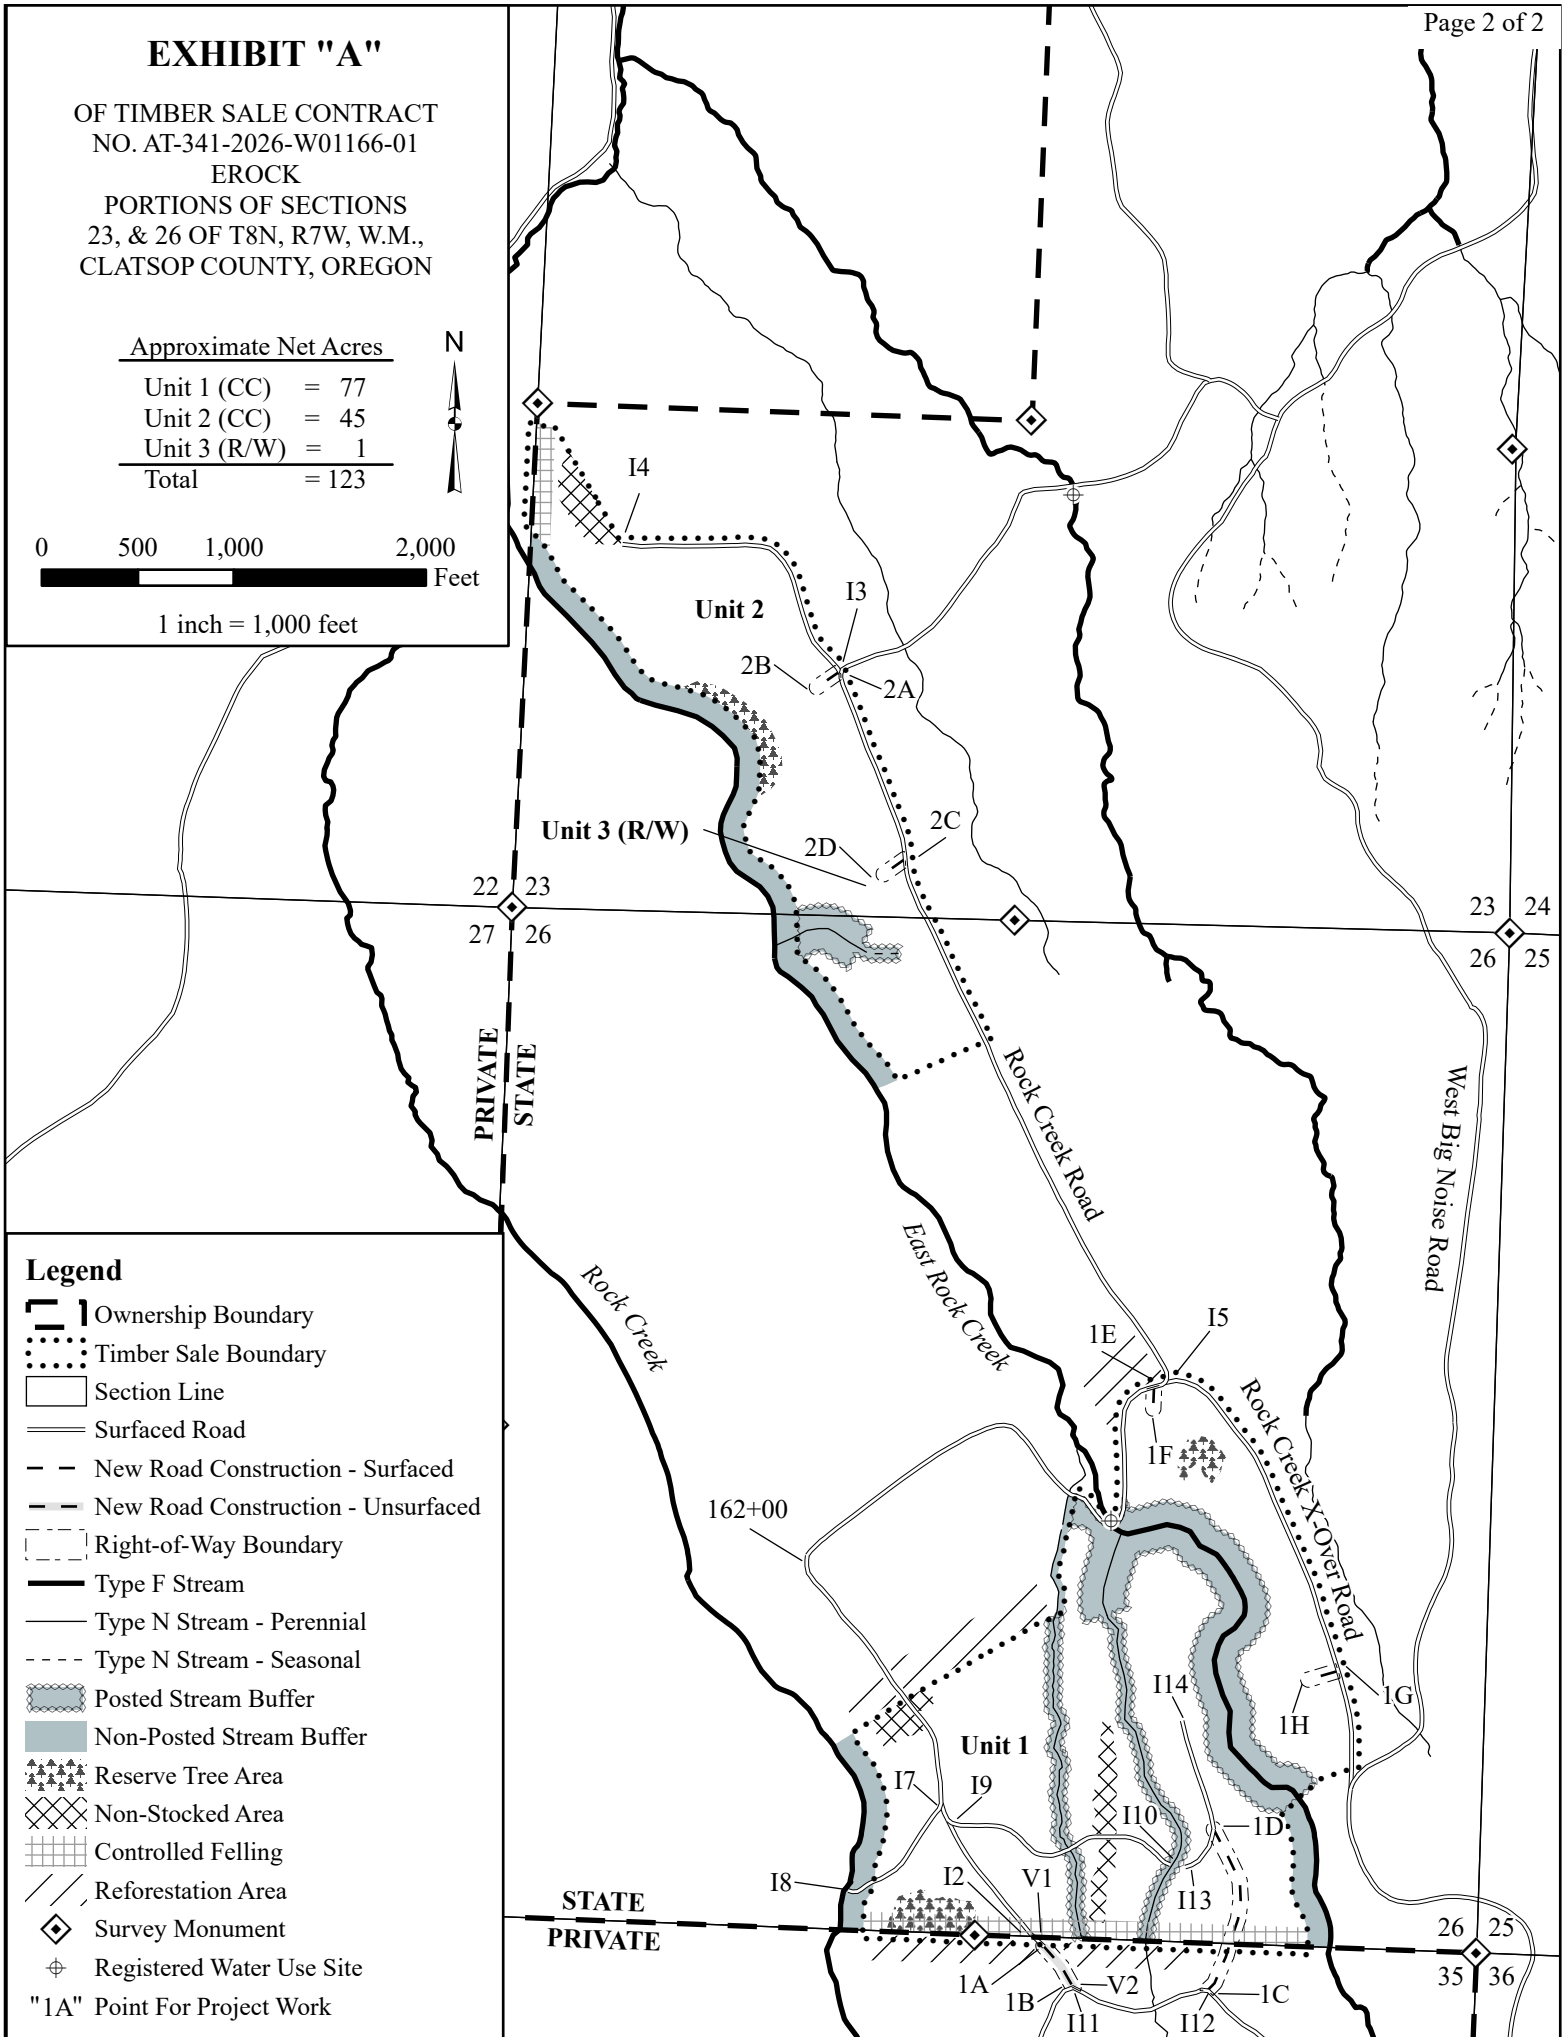 Page 2 of 2
EXHIBIT "A"
OF TIMBER SALE CONTRACT
NO. AT-341-2026-W01166-01
EROCK
PORTIONS OF SECTIONS
23, & 26 OF T8N, R7W, W.M.,
CLATSOP COUNTY, OREGON
Approximate Net Acres
Unit 1 (CC) = 77
Unit 2 (CC) = 45
Unit 3 (R/W) = 1
Total = 123
N
0 500 1,000 2,000
Feet
1 inch = 1,000 feet
I4
Unit 2
I3
2B
2A
Unit 3 (R/W)
2C
2D
22 23
27 26
23 24
26 25
PRIVATE
STATE
Rock Creek Road
West Big Noise Road
East Rock Creek
Rock Creek
1E
I5
1F
Rock Creek X-Over Road
162+00
I14
1G
1H
Unit 1
I7
I9
I10
1D
I8
I2
V1
I13
STATE
PRIVATE
26 25
35 36
1A
1B
V2
1C
I11
I12
Legend
Ownership Boundary
Timber Sale Boundary
Section Line
Surfaced Road
New Road Construction - Surfaced
New Road Construction - Unsurfaced
Right-of-Way Boundary
Type F Stream
Type N Stream - Perennial
Type N Stream - Seasonal
Posted Stream Buffer
Non-Posted Stream Buffer
Reserve Tree Area
Non-Stocked Area
Controlled Felling
Reforestation Area
Survey Monument
Registered Water Use Site
"1A" Point For Project Work